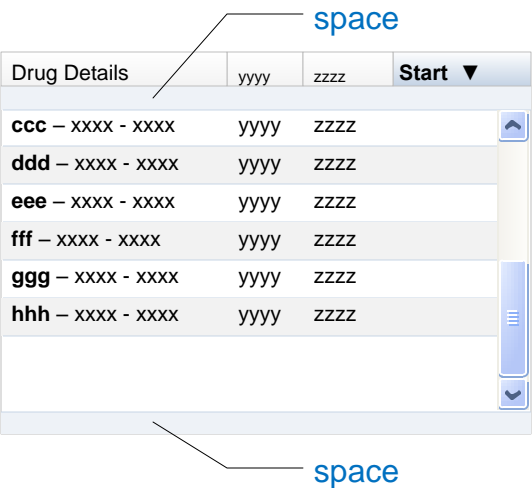 space
Drug Details yyyy zzzz Start ▼
ccc – xxxx - xxxx yyyy zzzz
ddd – xxxx - xxxx yyyy zzzz
eee – xxxx - xxxx yyyy zzzz
fff – xxxx - xxxx yyyy zzzz
ggg – xxxx - xxxx yyyy zzzz
hhh – xxxx - xxxx yyyy zzzz
space